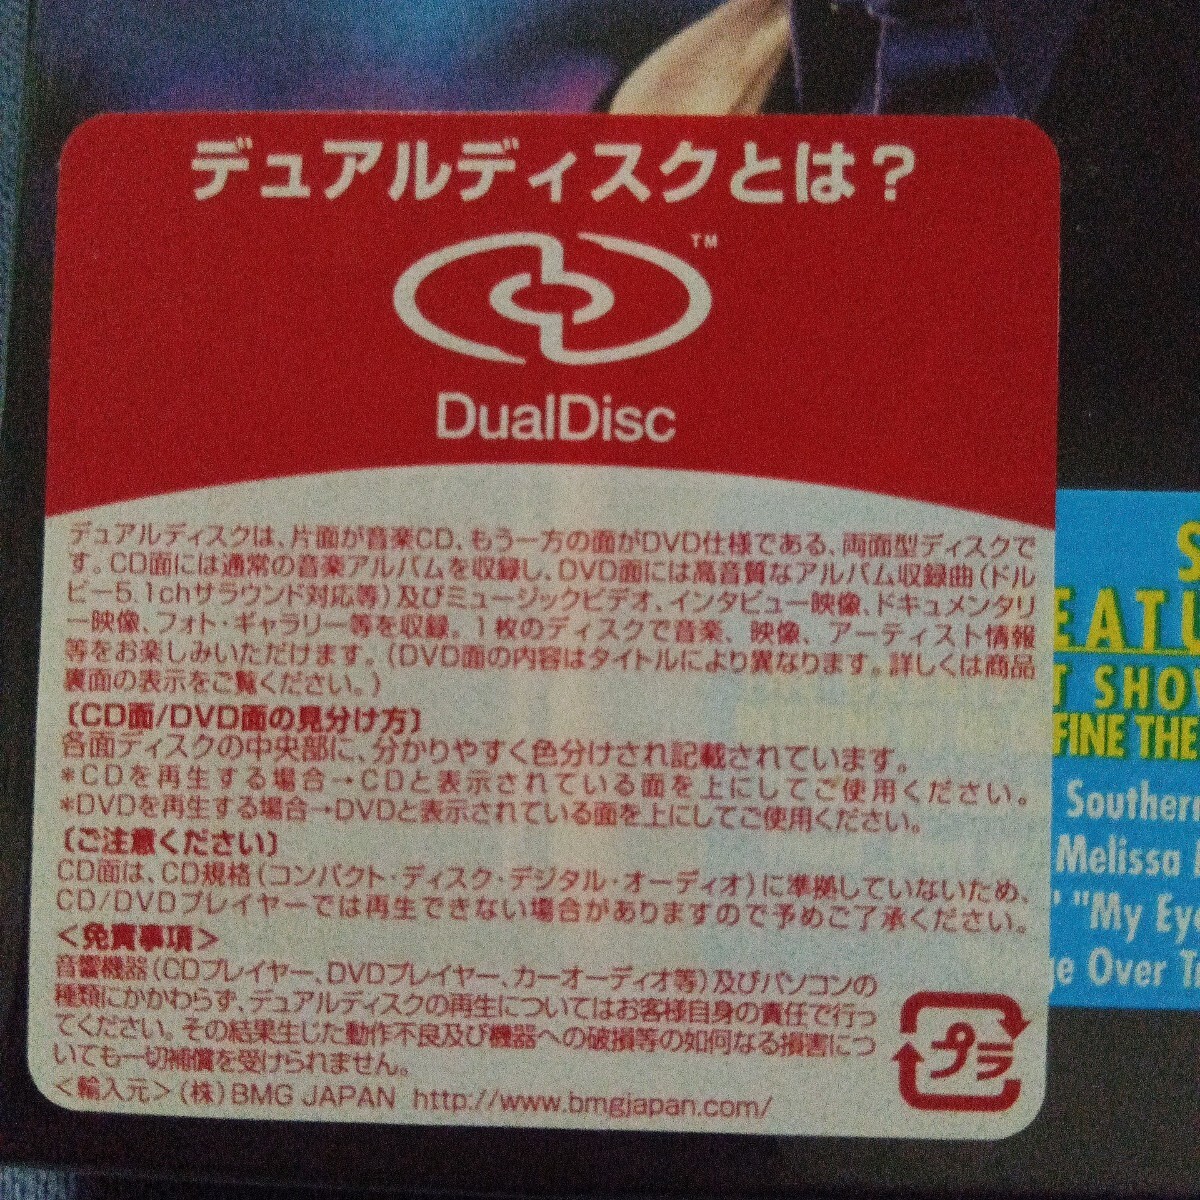 デュアルディスクとは？
TM
DualDisc
デュアルディスクは、片面が音楽CD、もう一方の面がDVD仕様である、両面型ディスクで
す。CD面には通常の音楽アルバムを収録し、DVD面には高音質なアルバム収録曲（ドル
ビー5.1chサラウンド対応等）及びミュージックビデオ、インタビュー映像、ドキュメンタリ
ー映像、フォト・ギャラリー等を収録。1枚のディスクで音楽、映像、アーティスト情報
等をお楽しみいただけます。（DVD面の内容はタイトルにより異なります。詳しくは商品
裏面の表示をご覧ください。）
〔CD面/DVD面の見分け方〕
各面ディスクの中央部に、分かりやすく色分けされ記載されています。
＊CDを再生する場合→CDと表示されている面を上にしてご使用ください。
＊DVDを再生する場合→DVDと表示されている面を上にしてご使用ください。
〔ご注意ください〕
CD面は、CD規格（コンパクト・ディスク・デジタル・オーディオ）に準拠していないため、
CD/DVDプレイヤーでは再生できない場合がありますので予めご了承ください。
＜免責事項＞
音響機器（CDプレイヤー、DVDプレイヤー、カーオーディオ等）及びパソコンの
種類にかかわらず、デュアルディスクの再生についてはお客様自身の責任で行っ
てください。その結果生じた動作不良及び機器への破損等の如何なる損害につ
いても一切補償を受けられません。
＜輸入元＞（株）BMG JAPAN http://www.bmgjapan.com/
プラ
S
EATU
T SHOW
FINE THE
Southern
Melissa
" "My Eye
ge Over Tr